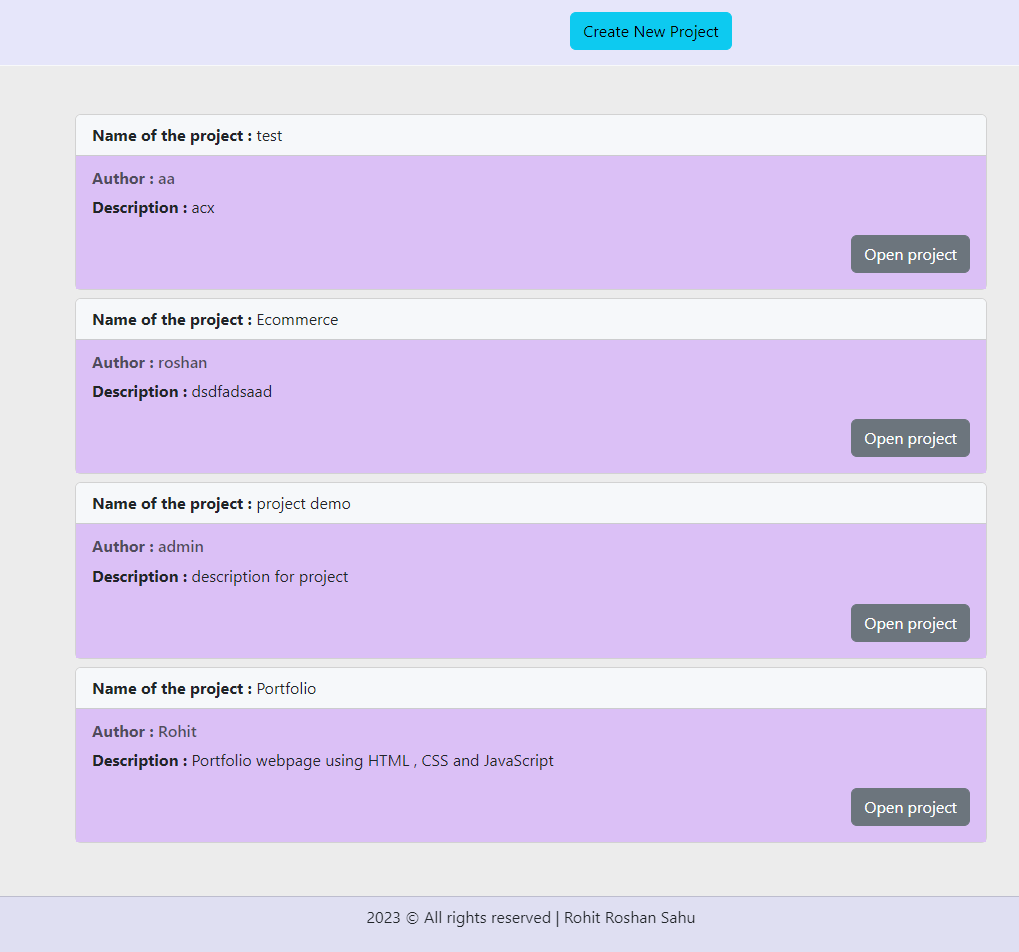 Create New Project
Name of the project : test
Author : aa
Description : acx
Open project
Name of the project : Ecommerce
Author : roshan
Description : dsdfadsaad
Open project
Name of the project : project demo
Author : admin
Description : description for project
Open project
Name of the project : Portfolio
Author : Rohit
Description : Portfolio webpage using HTML , CSS and JavaScript
Open project
2023 © All rights reserved | Rohit Roshan Sahu